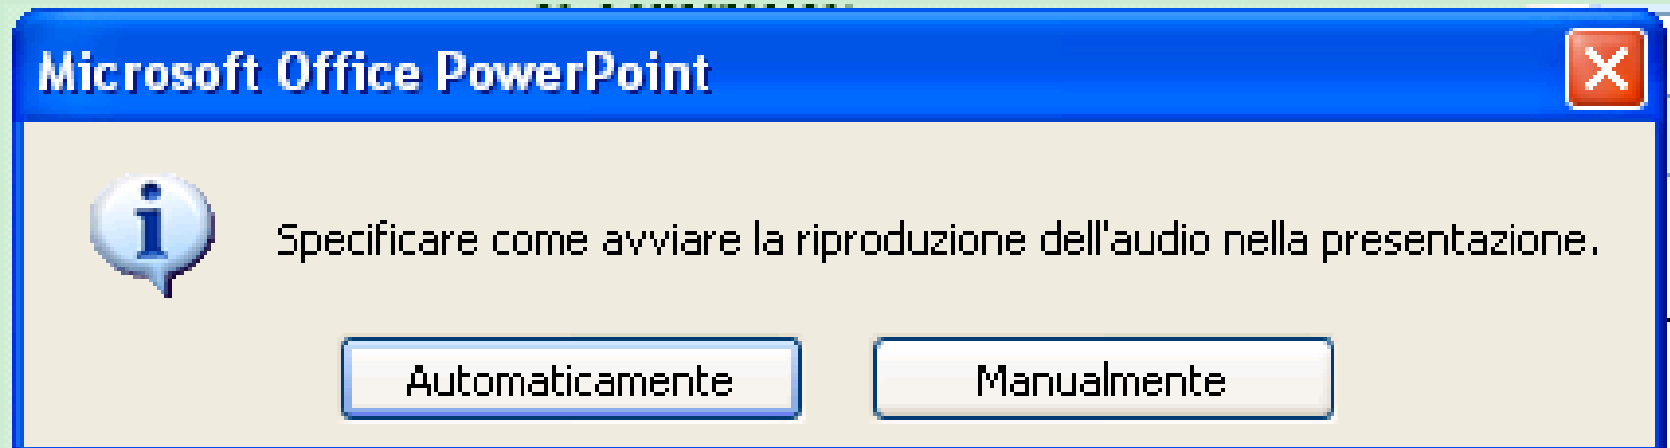 Microsoft Office PowerPoint
Specificare come avviare la riproduzione dell'audio nella presentazione.
Automaticamente
Manualmente